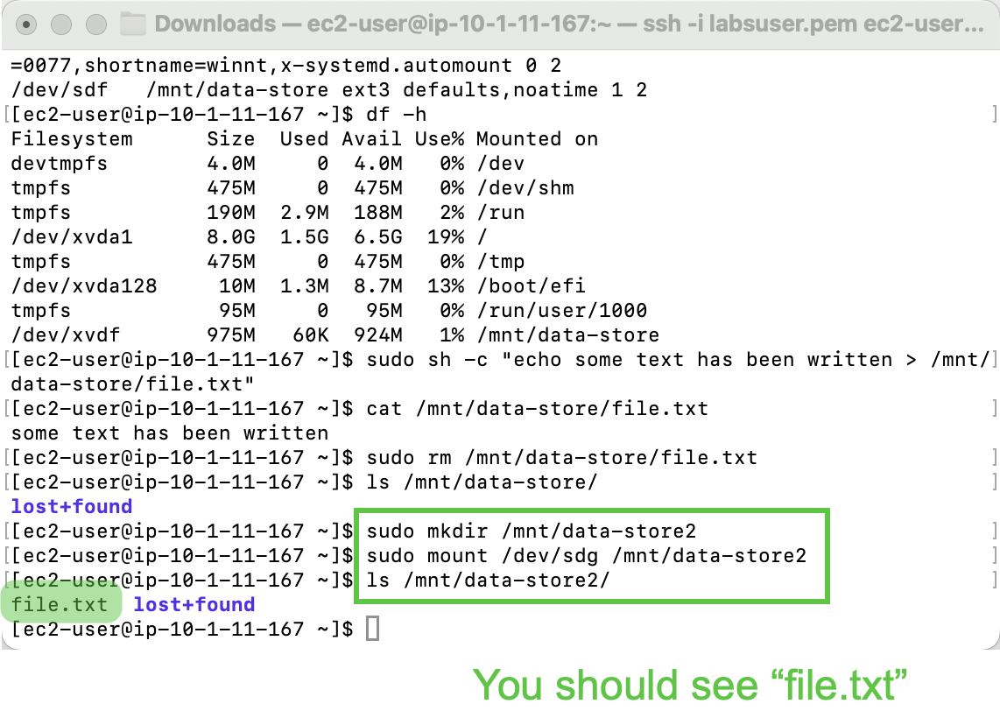 Downloads — ec2-user@ip-10-1-11-167:~ — ssh -i labsuser.pem ec2-user...
=0077,shortname=winnt,x-systemd.automount 0 2
/dev/sdf   /mnt/data-store ext3 defaults,noatime 1 2
[[ec2-user@ip-10-1-11-167 ~]$ df -h                                              ]
Filesystem      Size  Used Avail Use% Mounted on
devtmpfs        4.0M     0  4.0M   0% /dev
tmpfs           475M     0  475M   0% /dev/shm
tmpfs           190M  2.9M  188M   2% /run
/dev/xvda1      8.0G  1.5G  6.5G  19% /
tmpfs           475M     0  475M   0% /tmp
/dev/xvda128     10M  1.3M  8.7M  13% /boot/efi
tmpfs            95M     0   95M   0% /run/user/1000
/dev/xvdf       975M   60K  924M   1% /mnt/data-store
[[ec2-user@ip-10-1-11-167 ~]$ sudo sh -c "echo some text has been written > /mnt/]
data-store/file.txt"
[[ec2-user@ip-10-1-11-167 ~]$ cat /mnt/data-store/file.txt                       ]
some text has been written
[[ec2-user@ip-10-1-11-167 ~]$ sudo rm /mnt/data-store/file.txt                   ]
[[ec2-user@ip-10-1-11-167 ~]$ ls /mnt/data-store/                                ]
lost+found
[[ec2-user@ip-10-1-11-167 ~]$ sudo mkdir /mnt/data-store2                        ]
[[ec2-user@ip-10-1-11-167 ~]$ sudo mount /dev/sdg /mnt/data-store2               ]
[[ec2-user@ip-10-1-11-167 ~]$ ls /mnt/data-store2/                               ]
file.txt  lost+found
[ec2-user@ip-10-1-11-167 ~]$
You should see “file.txt”